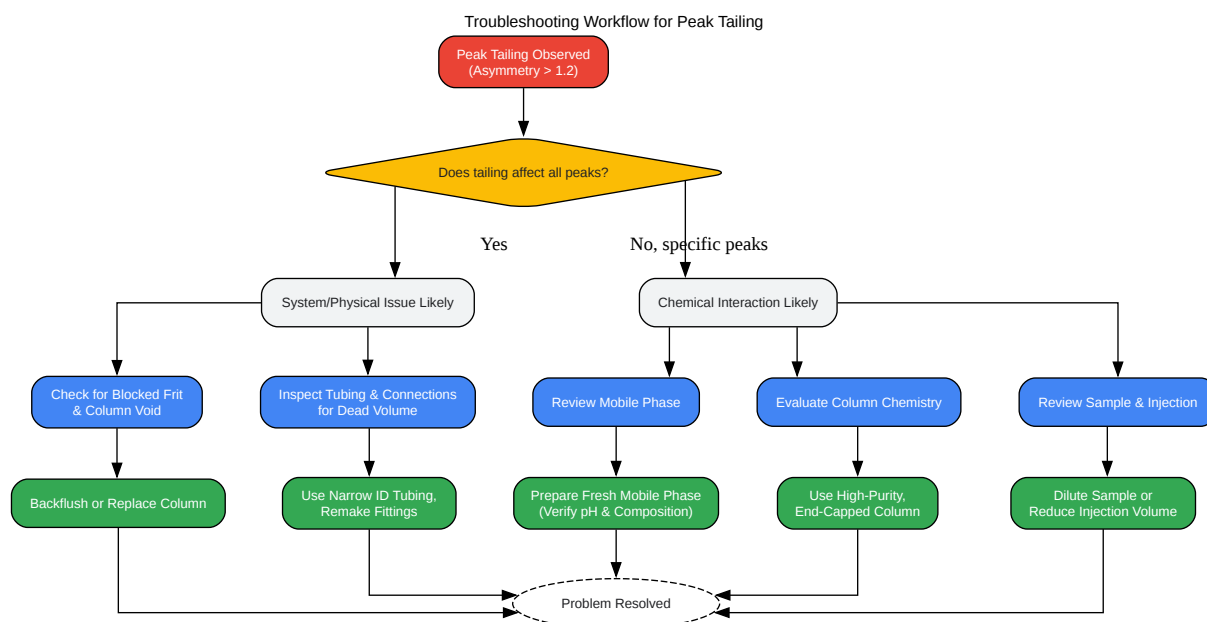 Troubleshooting Workflow for Peak Tailing
Peak Tailing Observed
(Asymmetry > 1.2)
Does tailing affect all peaks?
Yes
No, specific peaks
System/Physical Issue Likely
Chemical Interaction Likely
Check for Blocked Frit
& Column Void
Inspect Tubing & Connections
for Dead Volume
Review Mobile Phase
Evaluate Column Chemistry
Review Sample & Injection
Backflush or Replace Column
Use Narrow ID Tubing,
Remake Fittings
Prepare Fresh Mobile Phase
(Verify pH & Composition)
Use High-Purity,
End-Capped Column
Dilute Sample or
Reduce Injection Volume
Problem Resolved